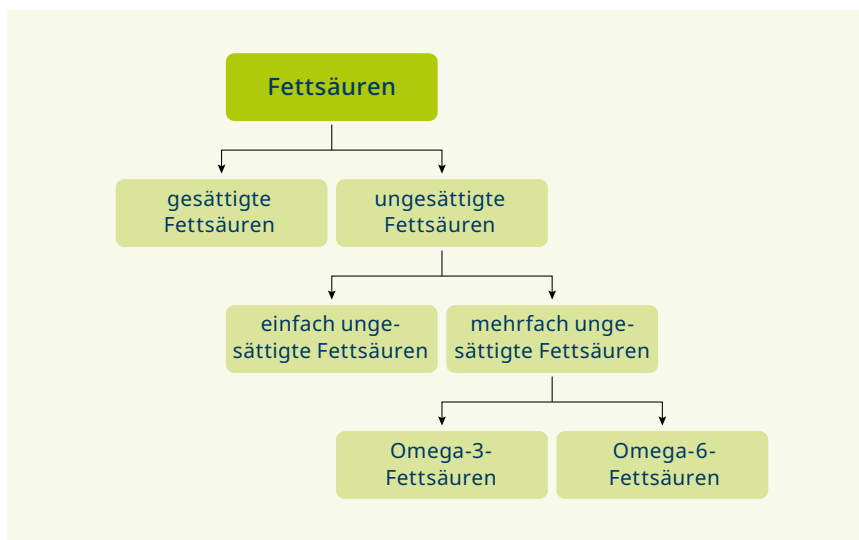 Fettsäuren
gesättigte
Fettsäuren
ungesättigte
Fettsäuren
einfach unge-
sättigte Fettsäuren
mehrfach unge-
sättigte Fettsäuren
Omega-3-
Fettsäuren
Omega-6-
Fettsäuren